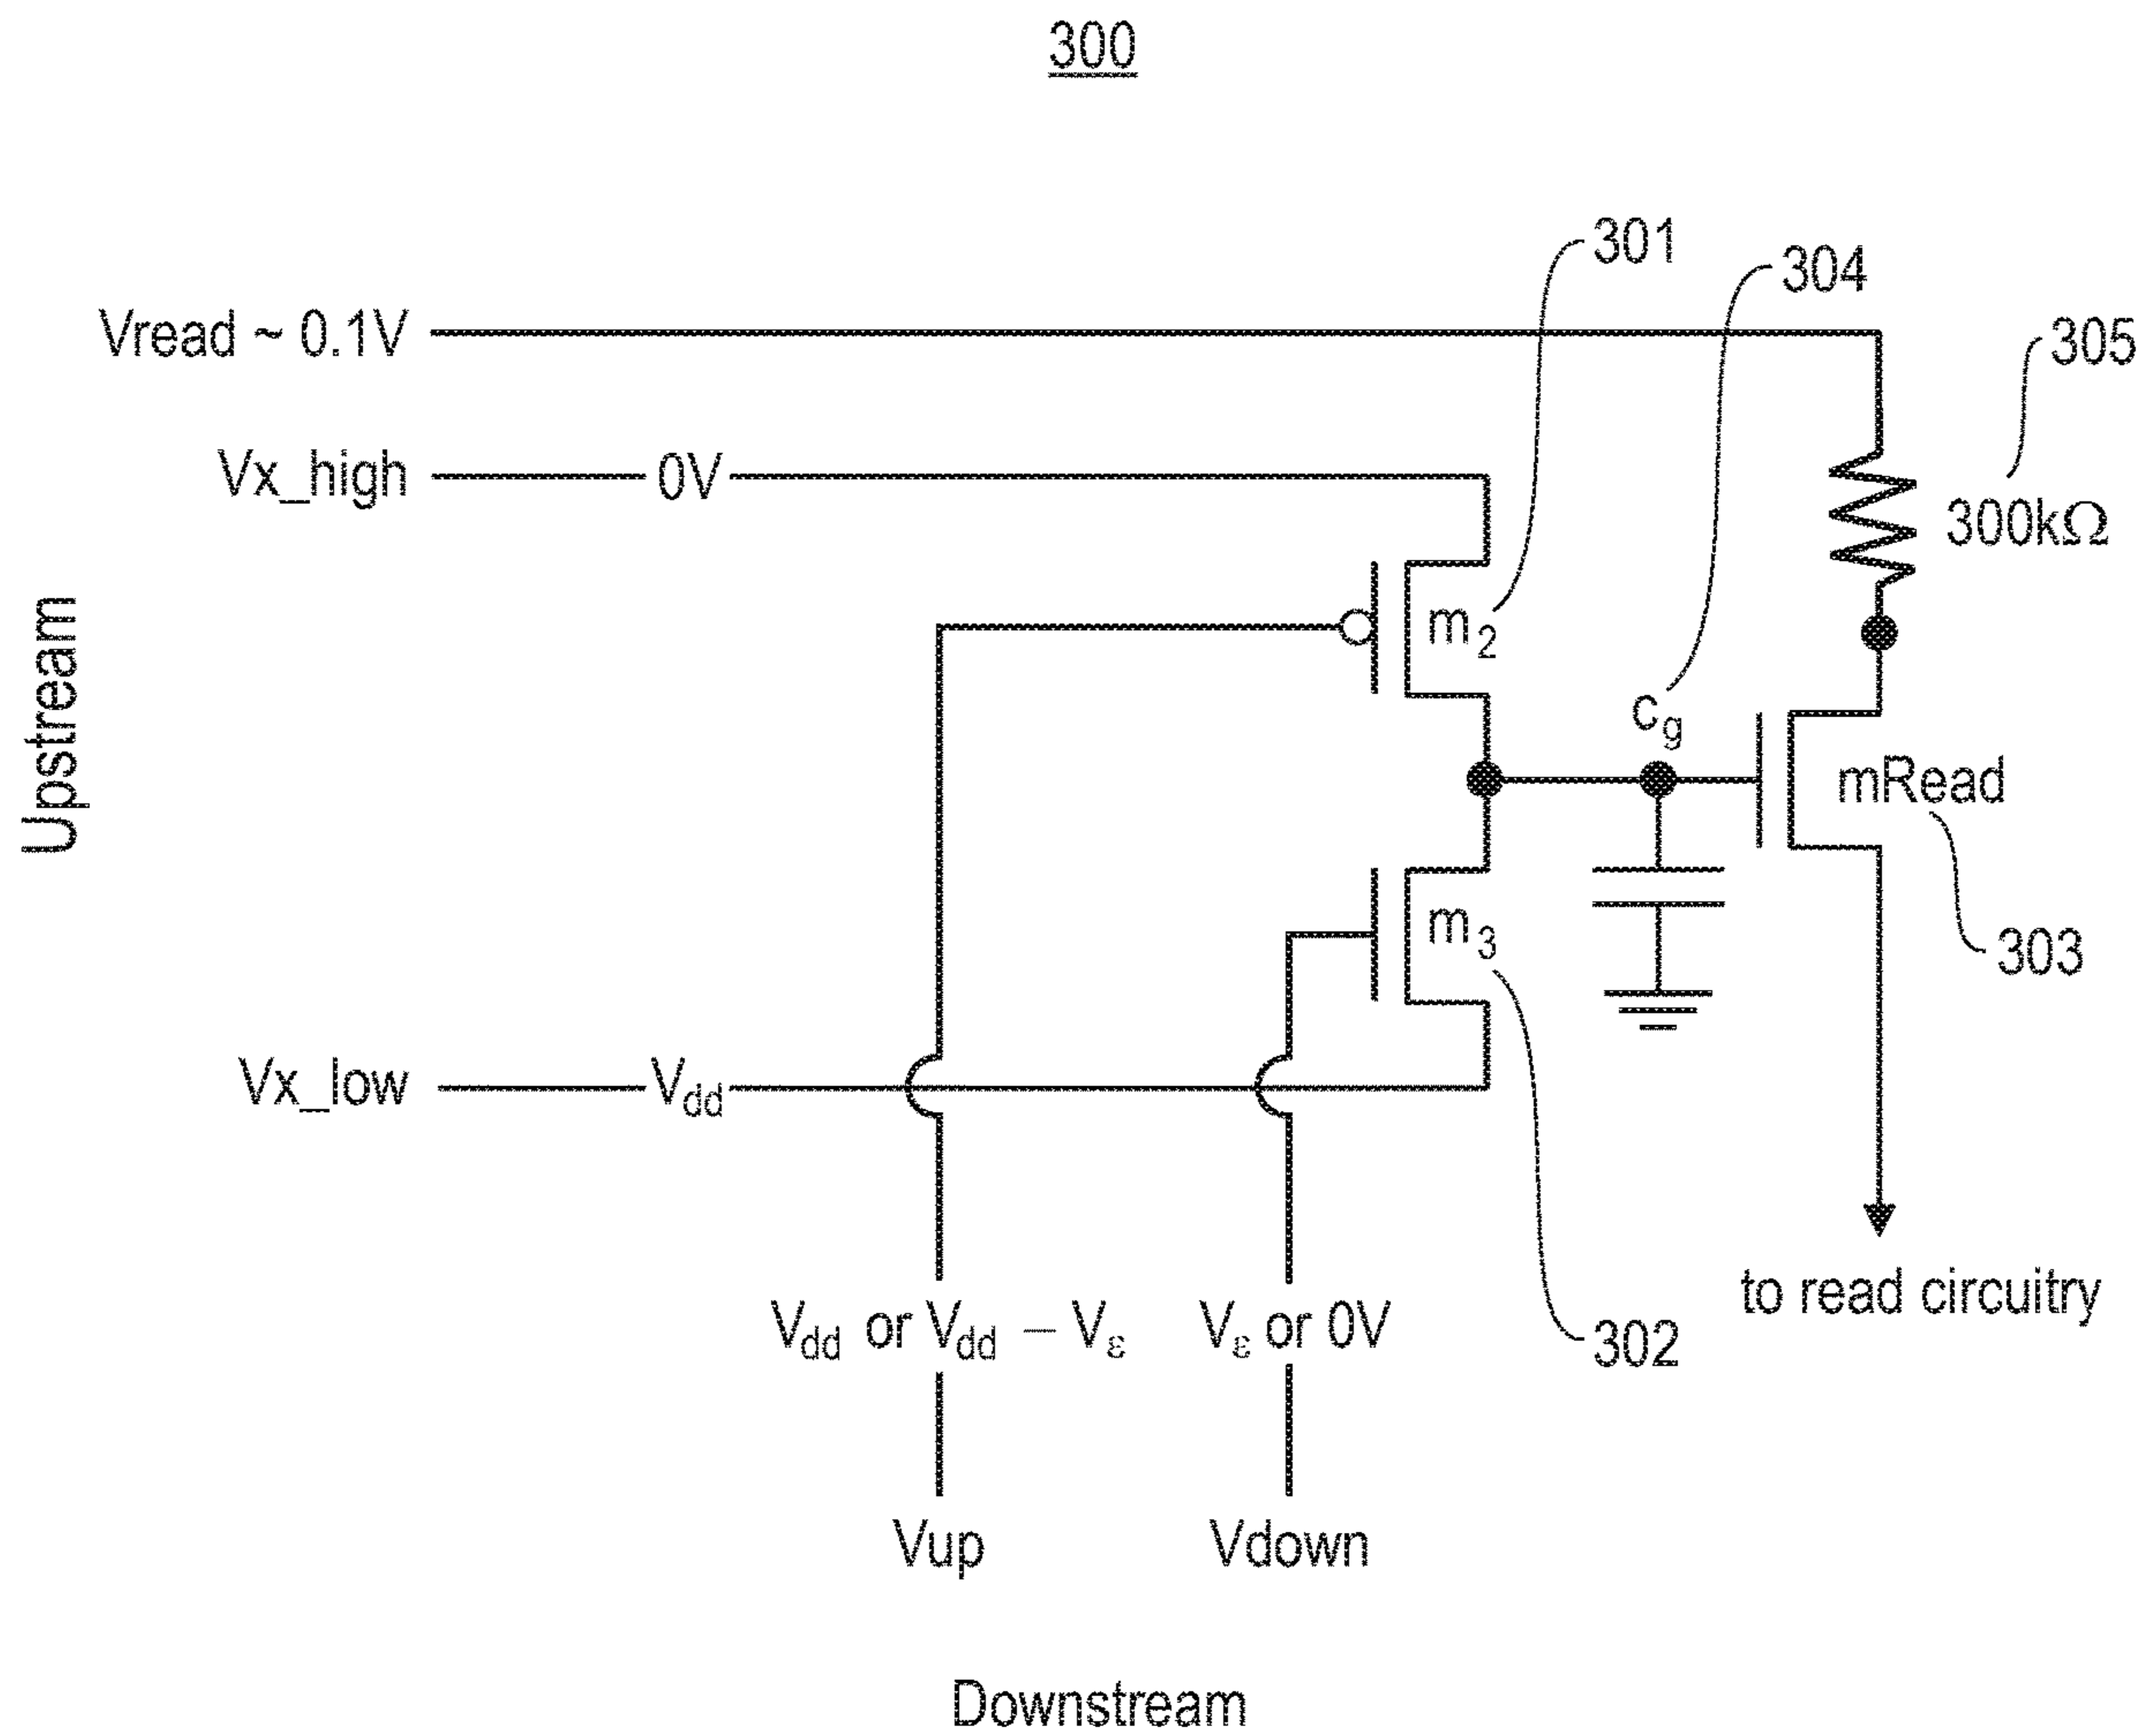 300
301
304
305
Vread ~ 0.1V
Vx_high
0V
300kΩ
m2
Upstream
cg
mRead
m3
303
Vx_low
Vdd
to read circuitry
Vdd or Vdd – Vε
Vε or 0V
302
Vup
Vdown
Downstream